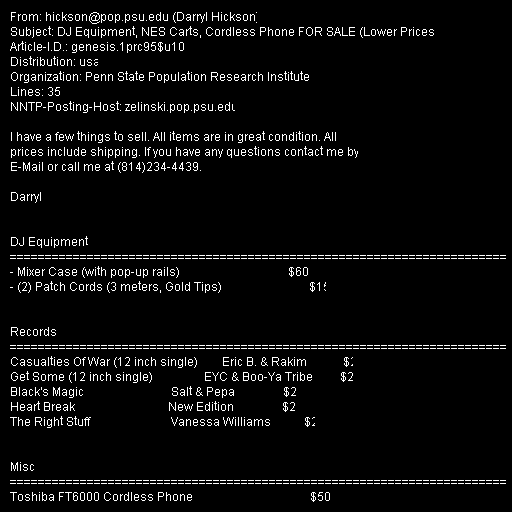 From: hickson@pop.psu.edu (Darryl Hickson)
Subject: DJ Equipment, NES Carts, Cordless Phone FOR SALE (Lower Prices
Article-I.D.: genesis.1prc95$u10
Distribution: usa
Organization: Penn State Population Research Institute
Lines: 35
NNTP-Posting-Host: zelinski.pop.psu.edu
I have a few things to sell. All items are in great condition. All
prices include shipping. If you have any questions contact me by
E-Mail or call me at (814)234-4439.
Darryl
DJ Equipment
=======================================================================
- Mixer Case (with pop-up rails) $60
- (2) Patch Cords (3 meters, Gold Tips) $15
Records
=======================================================================
Casualties Of War (12 inch single) Eric B. & Rakim $2
Get Some (12 inch single) EYC & Boo-Ya Tribe $2
Black's Magic Salt & Pepa $2
Heart Break New Edition $2
The Right Stuff Vanessa Williams $2
Misc
=======================================================================
Toshiba FT6000 Cordless Phone $50